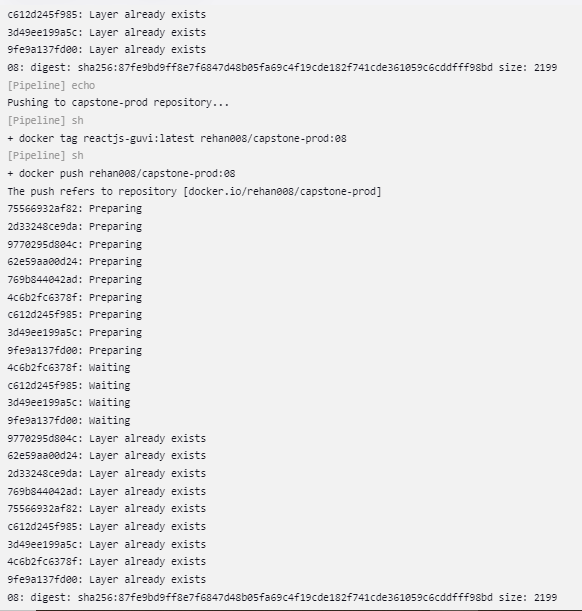 c612d245f985: Layer already exists
3d49ee199a5c: Layer already exists
9fe9a137fd00: Layer already exists
08: digest: sha256:87fe9bd9ff8e7f6847d48b05fa69c4f19cde182f741cde361059c6cddfff98bd size: 2199
[Pipeline] echo
Pushing to capstone-prod repository...
[Pipeline] sh
+ docker tag reactjs-guvi:latest rehan008/capstone-prod:08
[Pipeline] sh
+ docker push rehan008/capstone-prod:08
The push refers to repository [docker.io/rehan008/capstone-prod]
75566932af82: Preparing
2d33248ce9da: Preparing
9770295d804c: Preparing
62e59aa00d24: Preparing
769b844042ad: Preparing
4c6b2fc6378f: Preparing
c612d245f985: Preparing
3d49ee199a5c: Preparing
9fe9a137fd00: Preparing
4c6b2fc6378f: Waiting
c612d245f985: Waiting
3d49ee199a5c: Waiting
9fe9a137fd00: Waiting
9770295d804c: Layer already exists
62e59aa00d24: Layer already exists
2d33248ce9da: Layer already exists
769b844042ad: Layer already exists
75566932af82: Layer already exists
c612d245f985: Layer already exists
3d49ee199a5c: Layer already exists
4c6b2fc6378f: Layer already exists
9fe9a137fd00: Layer already exists
08: digest: sha256:87fe9bd9ff8e7f6847d48b05fa69c4f19cde182f741cde361059c6cddfff98bd size: 2199